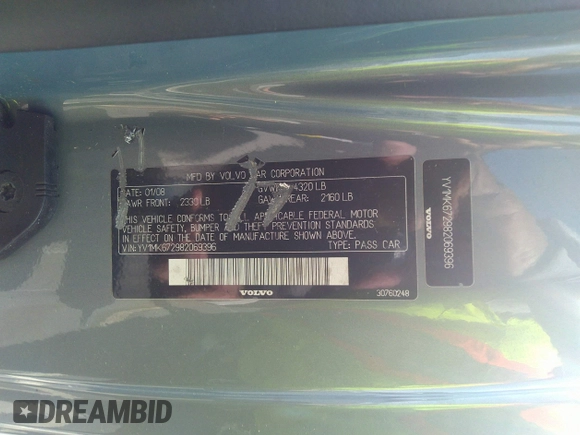 MFD BY VOLVO CAR CORPORATION
DATE: 01/08 GVWR: 4320 LB
GAWR FRONT: 2330 LB GAWR REAR: 2160 LB
THIS VEHICLE CONFORMS TO ALL APPLICABLE FEDERAL MOTOR
VEHICLE SAFETY, BUMPER AND THEFT PREVENTION STANDARDS
IN EFFECT ON THE DATE OF MANUFACTURE SHOWN ABOVE.
VIN: YV1MK672982069396 TYPE: PASS CAR
VOLVO 30760248
YV1MK672982069396
DREAMBID